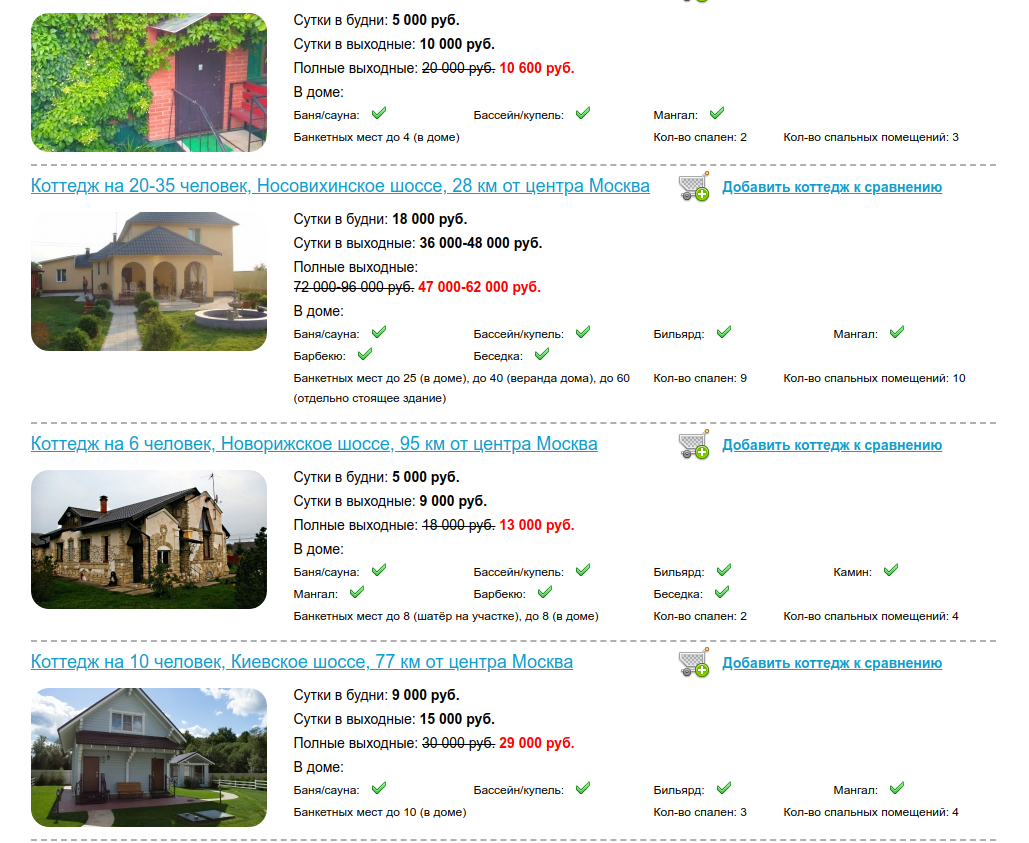 Сутки в будни: 5 000 руб.
Сутки в выходные: 10 000 руб.
Полные выходные: 20 000 руб. 10 600 руб.
В доме:
Баня/сауна: Бассейн/купель: Мангал:
Банкетных мест до 4 (в доме) Кол-во спален: 2 Кол-во спальных помещений: 3
Коттедж на 20-35 человек, Носовихинское шоссе, 28 км от центра Москва Добавить коттедж к сравнению
Сутки в будни: 18 000 руб.
Сутки в выходные: 36 000-48 000 руб.
Полные выходные:
72 000-96 000 руб. 47 000-62 000 руб.
В доме:
Баня/сауна: Бассейн/купель: Бильярд: Мангал:
Барбекю: Беседка:
Банкетных мест до 25 (в доме), до 40 (веранда дома), до 60 Кол-во спален: 9 Кол-во спальных помещений: 10
(отдельно стоящее здание)
Коттедж на 6 человек, Новорижское шоссе, 95 км от центра Москва Добавить коттедж к сравнению
Сутки в будни: 5 000 руб.
Сутки в выходные: 9 000 руб.
Полные выходные: 18 000 руб. 13 000 руб.
В доме:
Баня/сауна: Бассейн/купель: Бильярд: Камин:
Мангал: Барбекю: Беседка:
Банкетных мест до 8 (шатёр на участке), до 8 (в доме) Кол-во спален: 2 Кол-во спальных помещений: 4
Коттедж на 10 человек, Киевское шоссе, 77 км от центра Москва Добавить коттедж к сравнению
Сутки в будни: 9 000 руб.
Сутки в выходные: 15 000 руб.
Полные выходные: 30 000 руб. 29 000 руб.
В доме:
Баня/сауна: Бассейн/купель: Бильярд: Мангал:
Банкетных мест до 10 (в доме) Кол-во спален: 3 Кол-во спальных помещений: 4